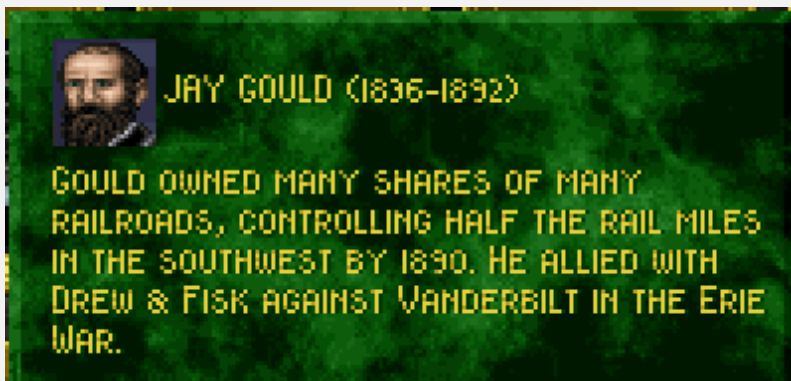 JAY GOULD (1836-1892)
GOULD OWNED MANY SHARES OF MANY
RAILROADS, CONTROLLING HALF THE RAIL MILES
IN THE SOUTHWEST BY 1890. HE ALLIED WITH
DREW & FISK AGAINST VANDERBILT IN THE ERIE
WAR.